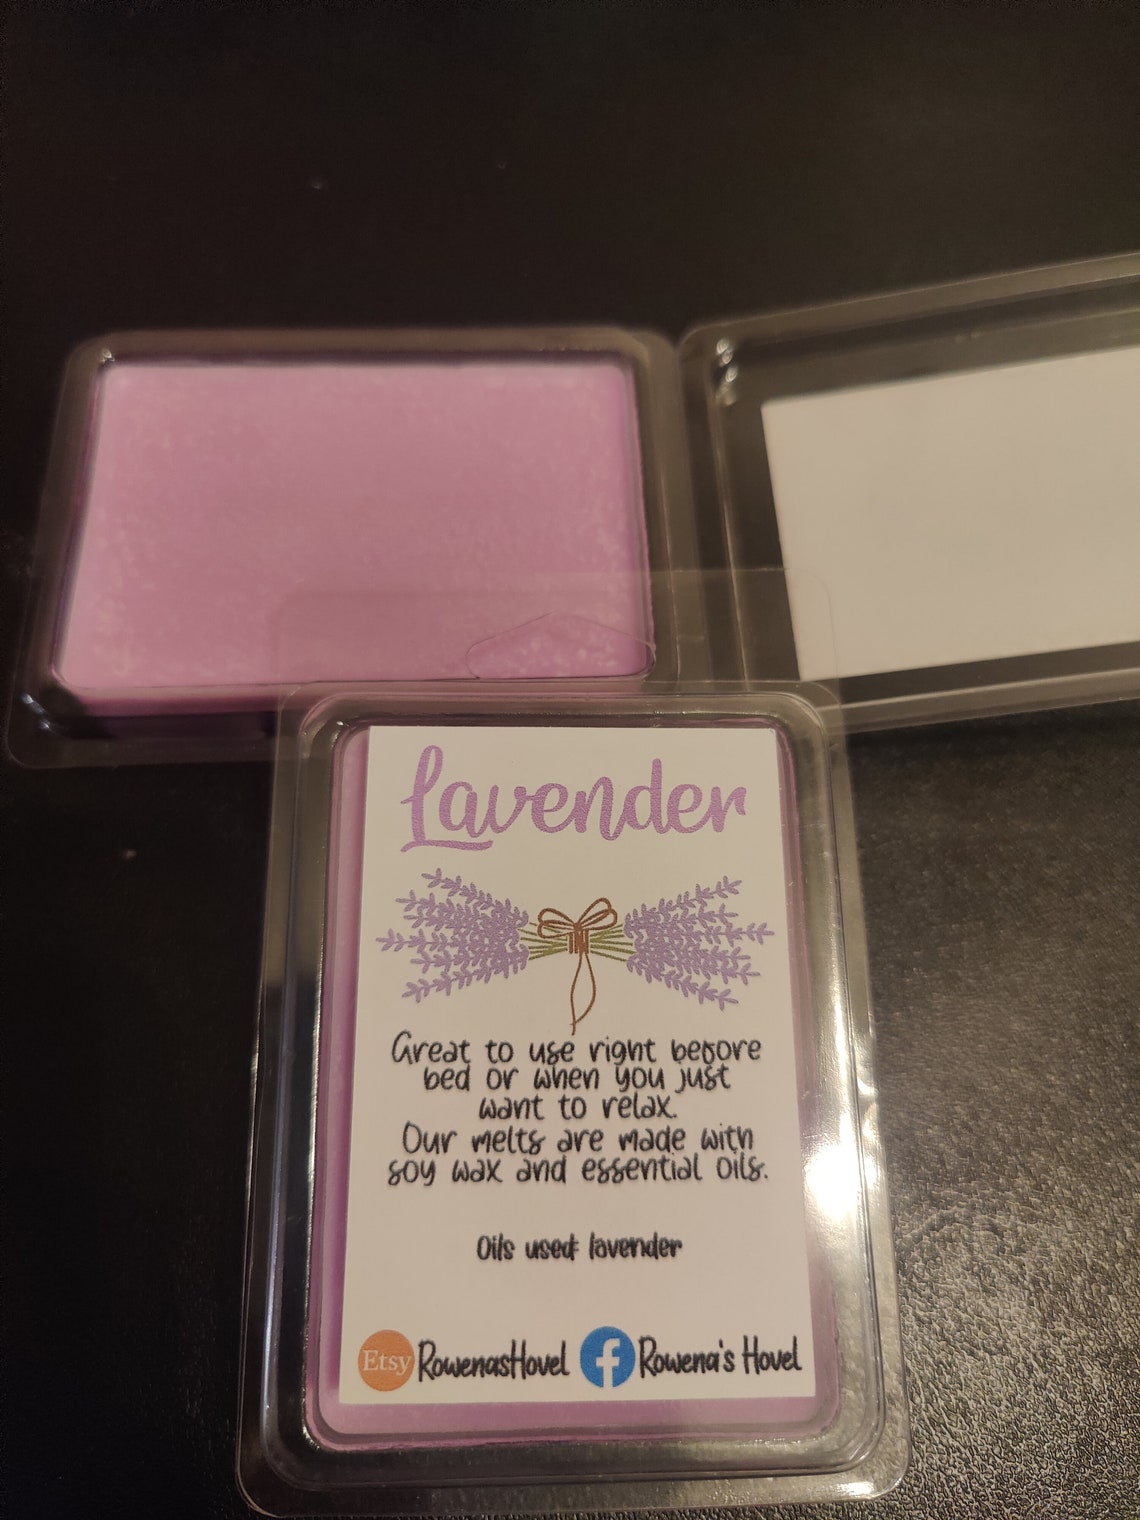 Lavender
Great to use right before
bed or when you just
want to relax.
Our melts are made with
soy wax and essential oils.
Oils used: lavender
Etsy RowenasHovel f Rowena's Hovel